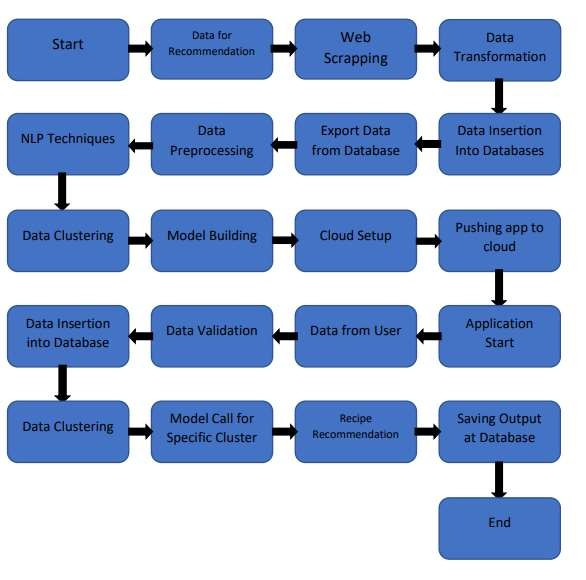 Start
Data for
Recommendation
Web
Scrapping
Data
Transformation
NLP Techniques
Data
Preprocessing
Export Data
from Database
Data Insertion
Into Databases
Data Clustering
Model Building
Cloud Setup
Pushing app to
cloud
Data Insertion
into Database
Data Validation
Data from User
Application
Start
Data Clustering
Model Call for
Specific Cluster
Recipe
Recommendation
Saving Output
at Database
End